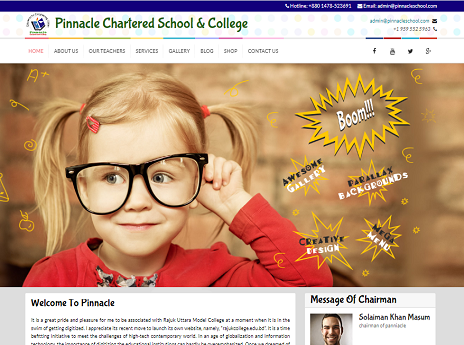 Hotline: +880 1478-523691 Email: admin@pinnacleschool.com
Pinnacle Chartered School & College
admin@pinnacleschool.com
+1 959 552 5963
HOME ABOUT US OUR TEACHERS SERVICES GALLERY BLOG SHOP CONTACT US
A+
Boom!!!
AWESOME GALLERY
PARALLAX BACKGROUNDS
CREATIVE DESIGN
MEGA MENU
Welcome To Pinnacle
It is a great pride and pleasure for me to be associated with Rajuk Uttara Model College at a moment when it is in the
swim of getting digitized. I appreciate its recent move to launch its own website, namely, "rajukcollege.edu.bd". It is a time
befitting initiative to meet the challenges of high-tech contemporary world. In an age of globalization and information
technology, the importance of digitizing the educational institutions can hardly be overemphasized. Once we dreamed of
Message Of Chairman
Solaiman Khan Masum
chairman of panniacle